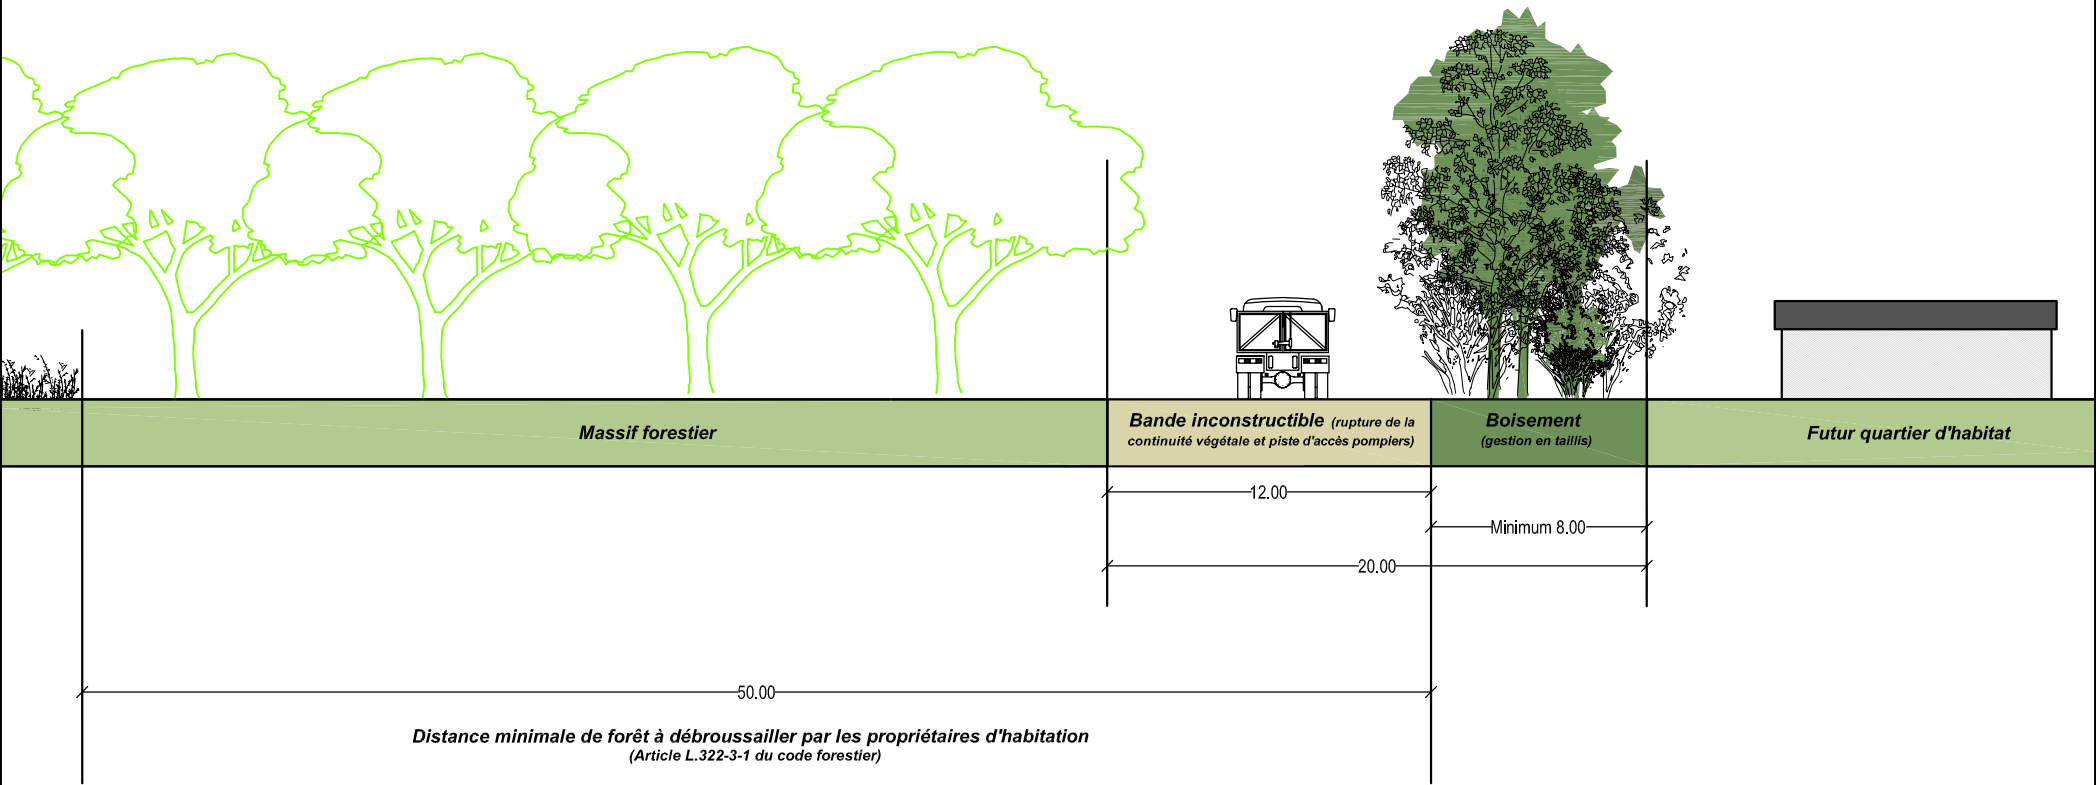 Massif forestier
Bande inconstructible (rupture de la
continuité végétale et piste d'accès pompiers)
Boisement
(gestion en taillis)
Futur quartier d'habitat
12.00
Minimum 8.00
20.00
50.00
Distance minimale de forêt à débroussailler par les propriétaires d'habitation
(Article L.322-3-1 du code forestier)